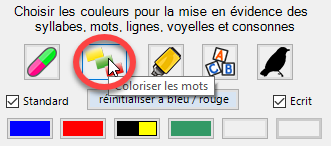 Choisir les couleurs pour la mise en évidence des
syllabes, mots, lignes, voyelles et consonnes
A B C
Coloriser les mots
Standard réinitialiser à bleu / rouge Ecrit